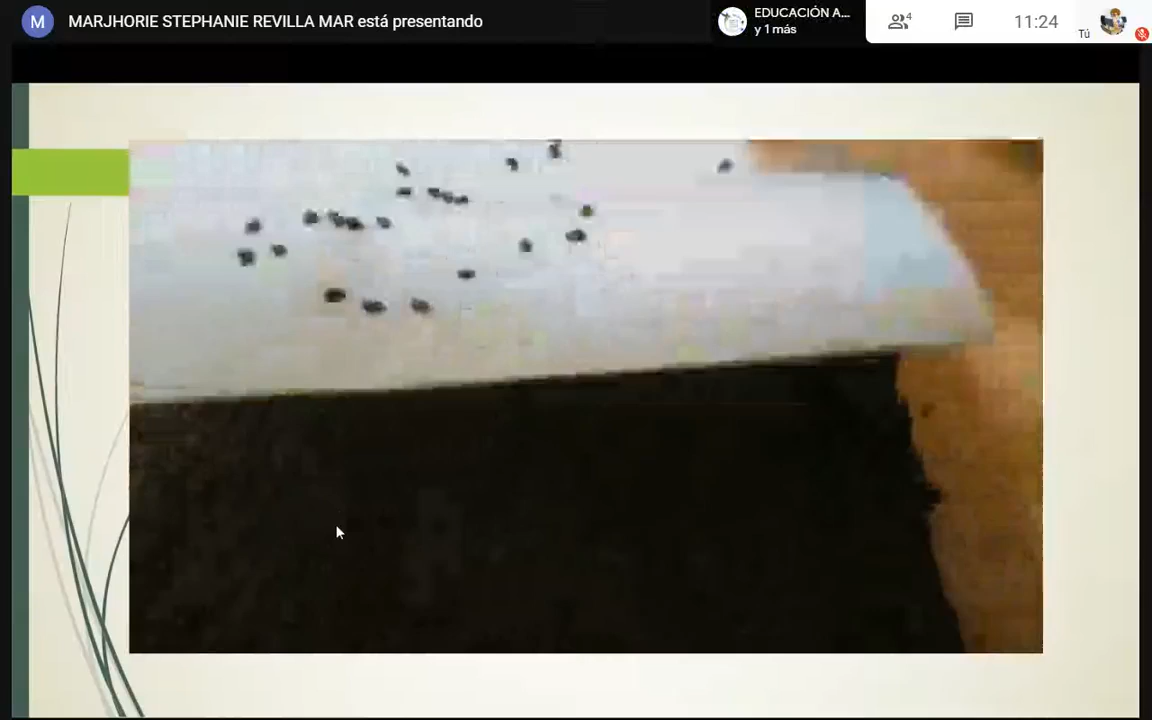 M
MARJHORIE STEPHANIE REVILLA MAR está presentando
EDUCACIÓN A...
y 1 más
4
11:24
Tú